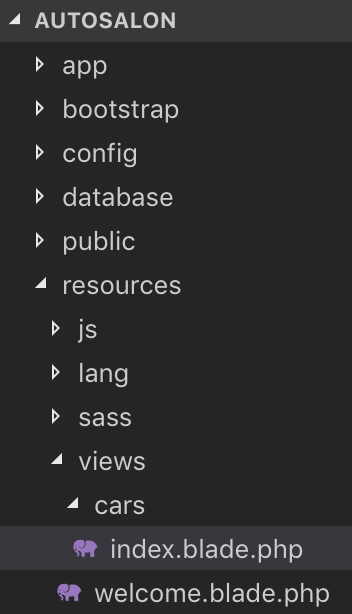 AUTOSALON
app
bootstrap
config
database
public
resources
js
lang
sass
views
cars
index.blade.php
welcome.blade.php